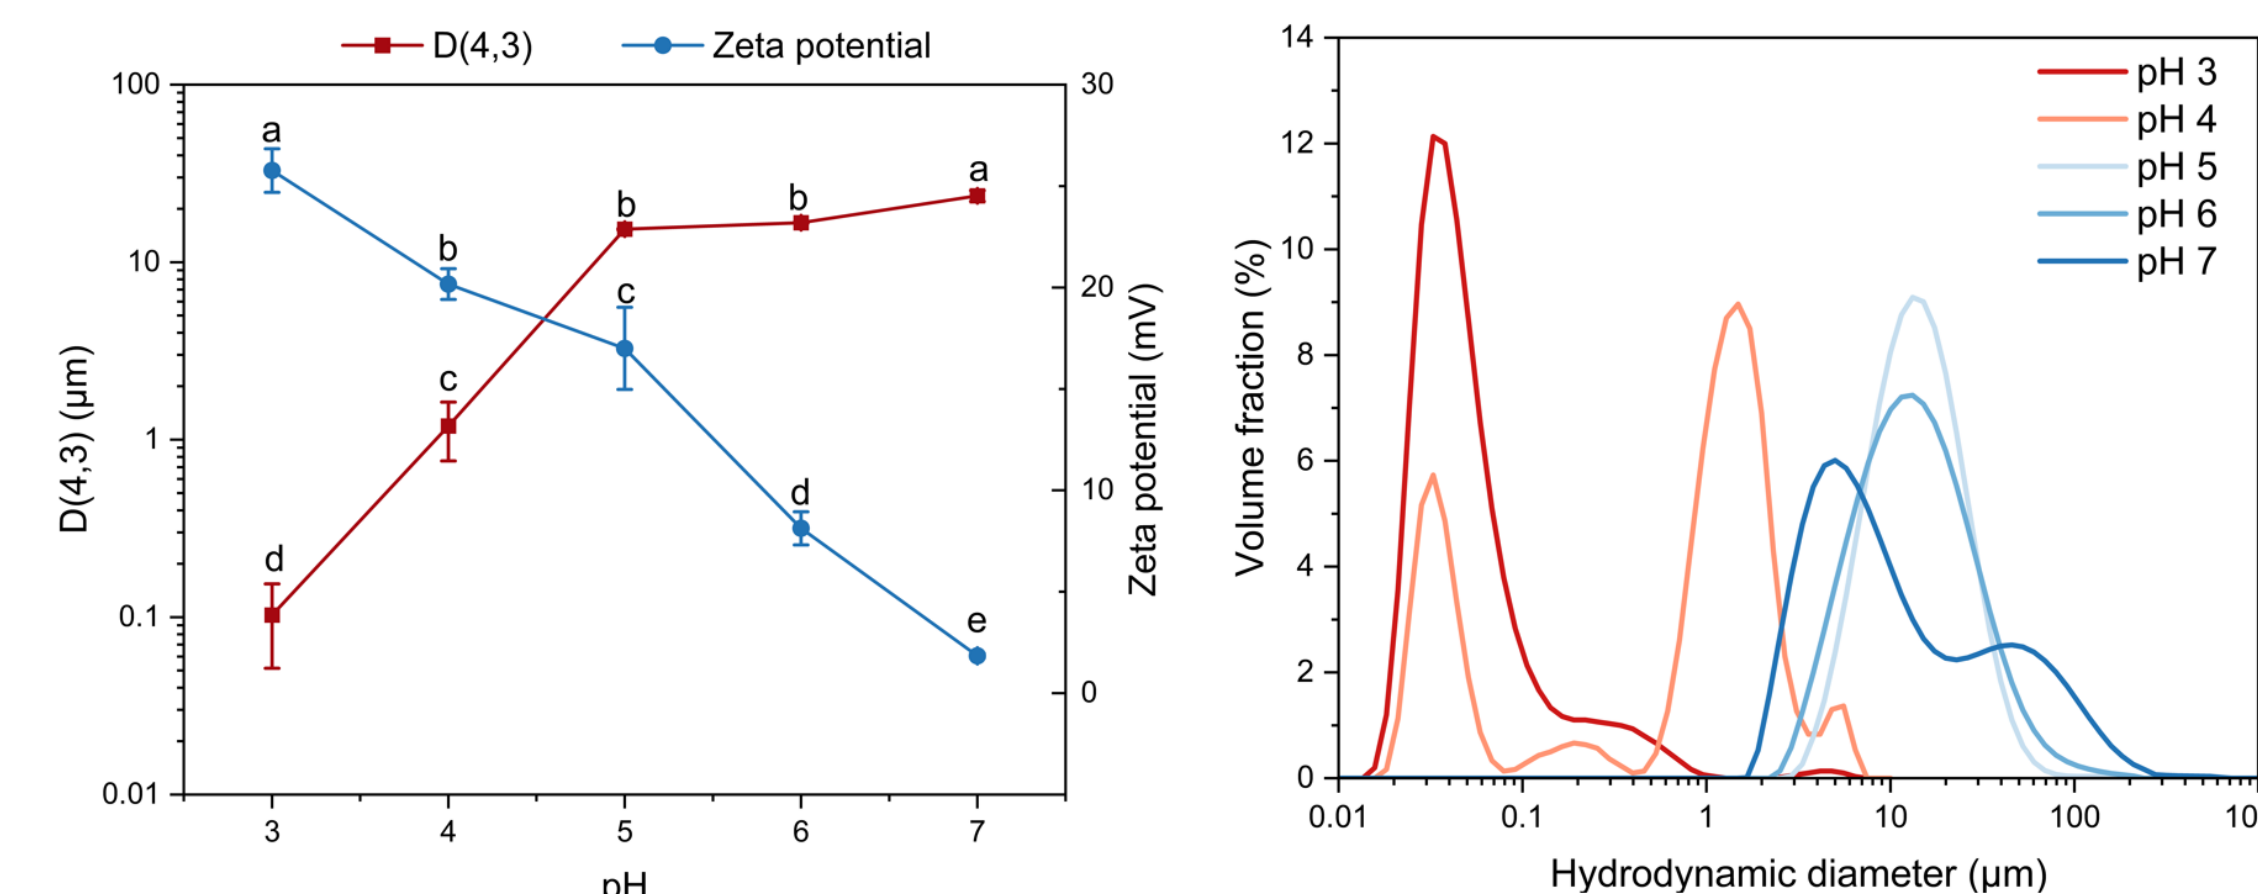 D(4,3) Zeta potential
100
10
1
0.1
0.01
D(4,3) (μm)
a
b
c
d
e
d
c
b
b
a
30
20
10
0
Zeta potential (mV)
3 4 5 6 7
pH
14
12
10
8
6
4
2
0
Volume fraction (%)
pH 3
pH 4
pH 5
pH 6
pH 7
0.01 0.1 1 10 100 10
Hydrodynamic diameter (μm)